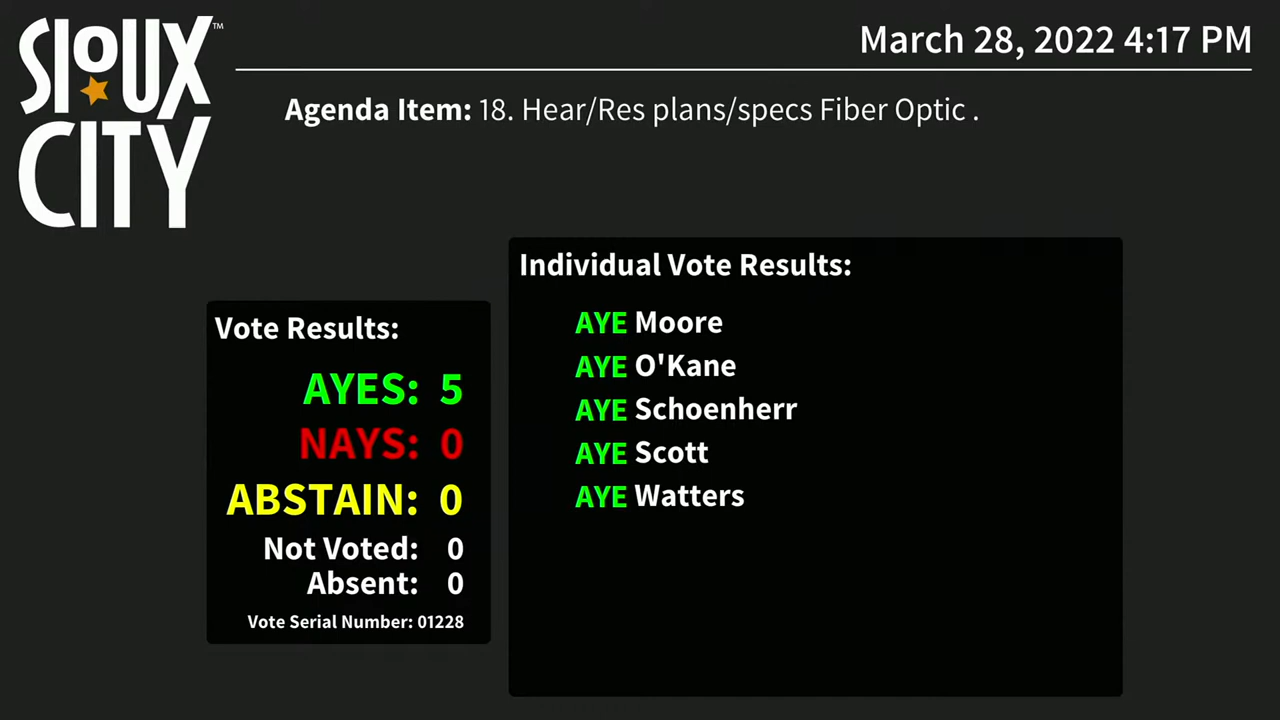 SIOUX™
CITY
March 28, 2022 4:17 PM
Agenda Item: 18. Hear/Res plans/specs Fiber Optic .
Vote Results:
AYES: 5
NAYS: 0
ABSTAIN: 0
Not Voted: 0
Absent: 0
Vote Serial Number: 01228
Individual Vote Results:
AYE Moore
AYE O'Kane
AYE Schoenherr
AYE Scott
AYE Watters